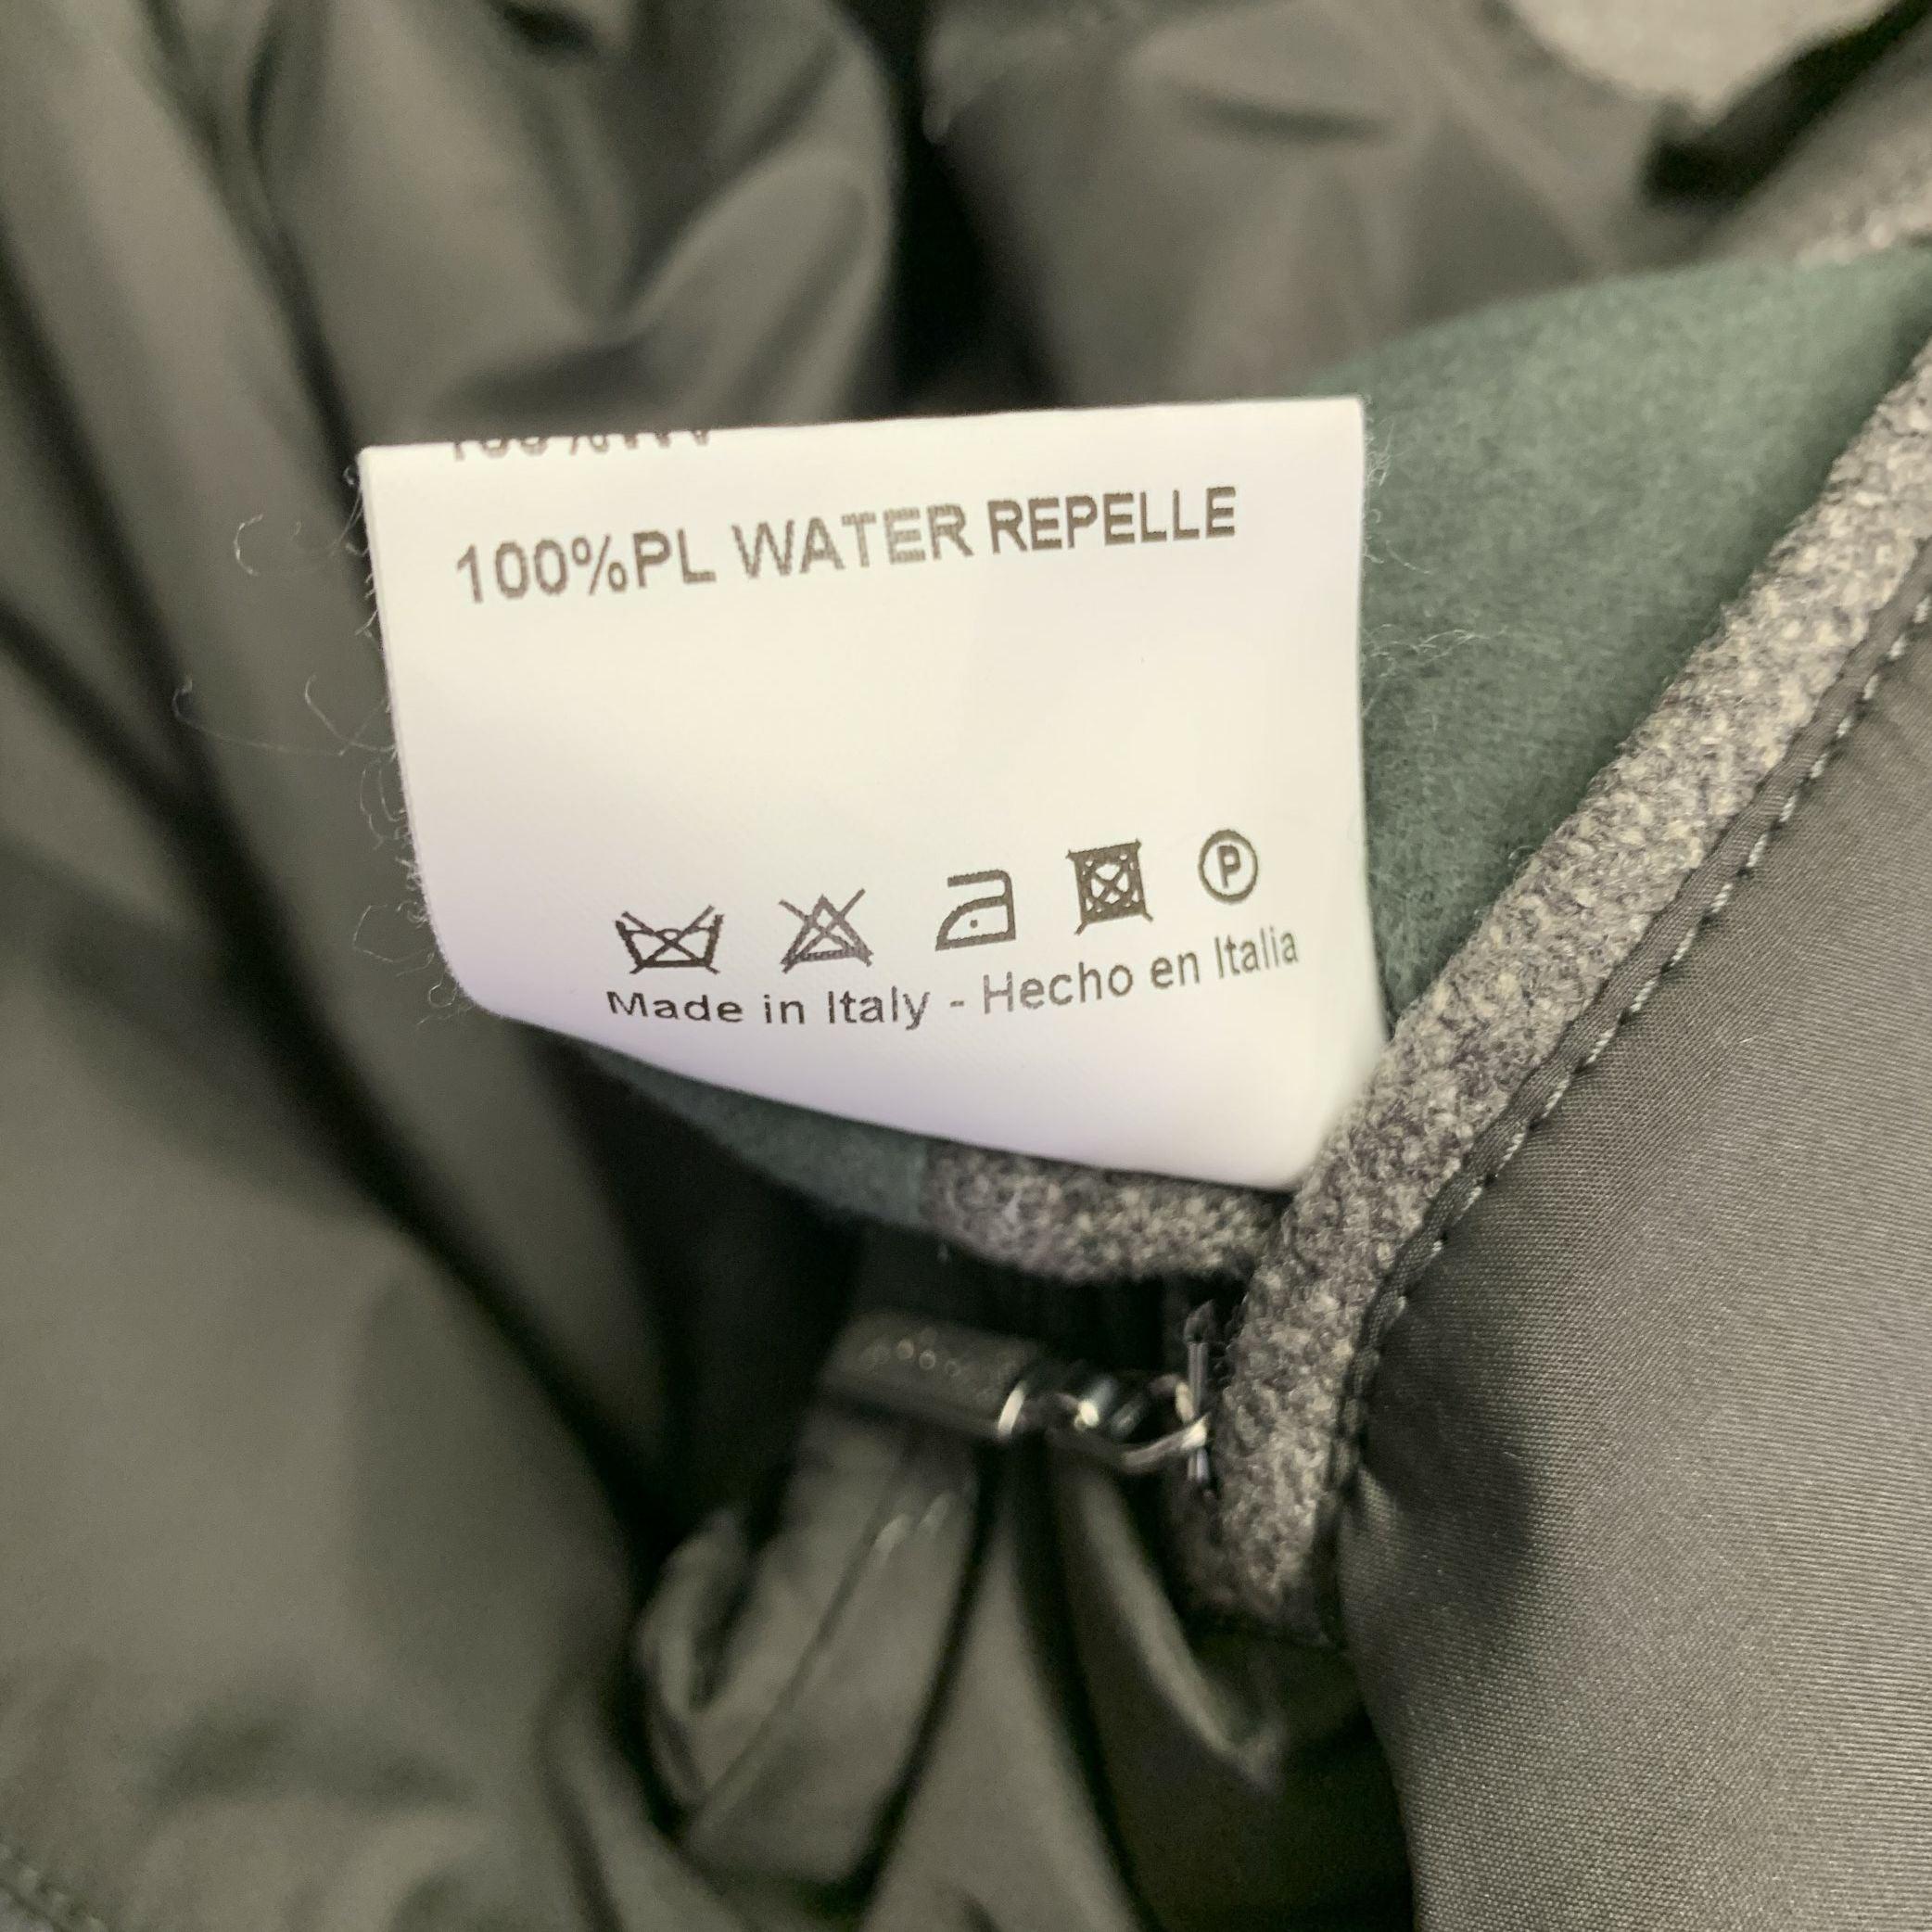 100%PL WATER REPELLE
P
Made in Italy - Hecho en Italia